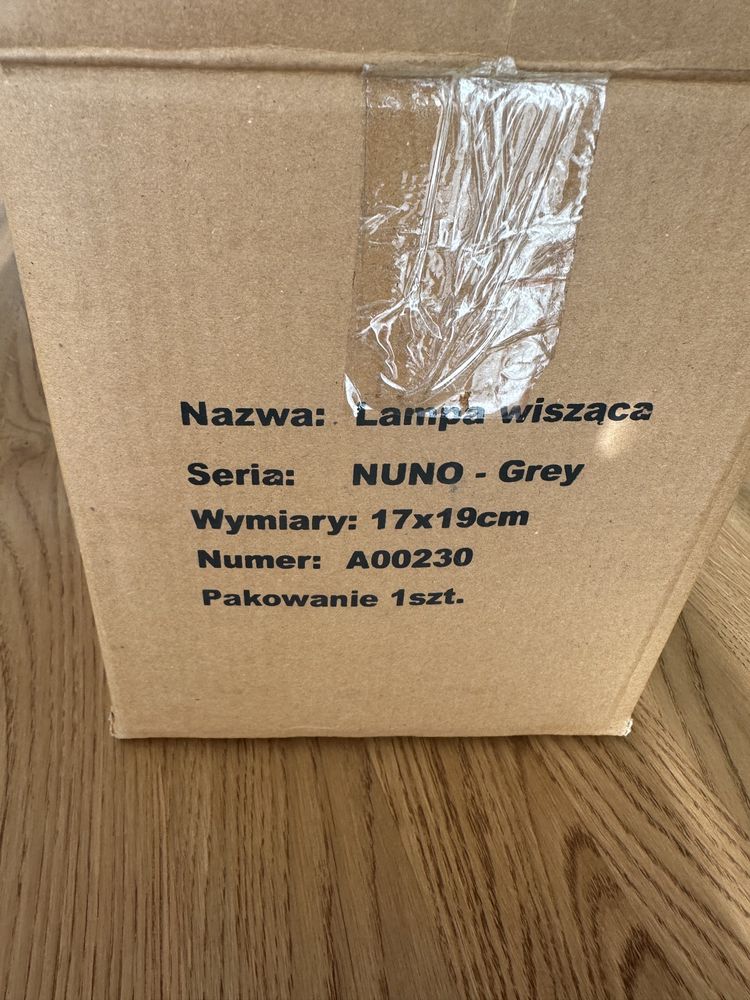 Nazwa: Lampa wisząca
Seria: NUNO - Grey
Wymiary: 17x19cm
Numer: A00230
Pakowanie 1szt.